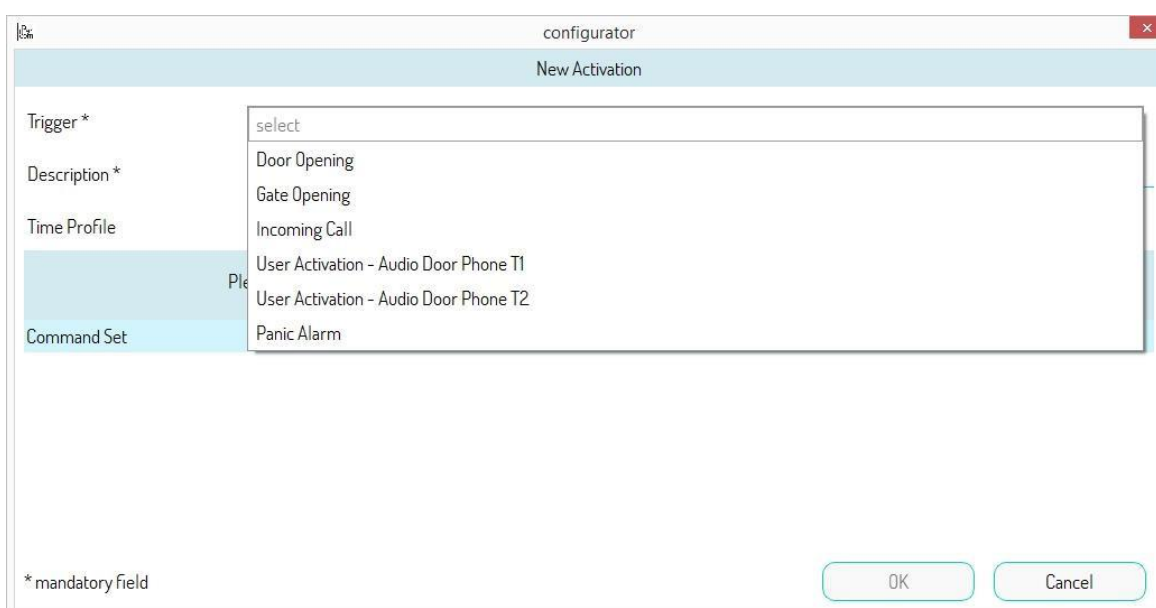 configurator
New Activation
Trigger *
select
Door Opening
Description *
Gate Opening
Time Profile
Incoming Call
User Activation - Audio Door Phone T1
Ple
User Activation - Audio Door Phone T2
Command Set
Panic Alarm
* mandatory field
OK
Cancel